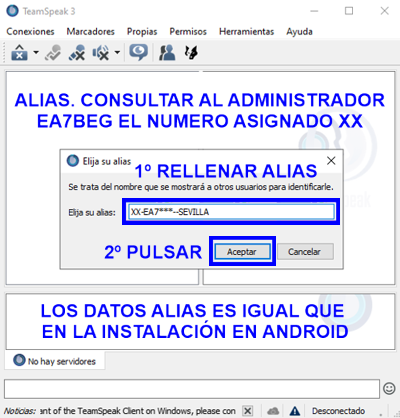 TeamSpeak 3
Conexiones Marcadores Propias Permisos Herramientas Ayuda
ALIAS. CONSULTAR AL ADMINISTRADOR
EA7BEG EL NUMERO ASIGNADO XX
Elija su alias
1º RELLENAR ALIAS
Se trata del nombre que se mostrará a otros usuarios para identificarle.
Elija su alias: XX-EA7***--SEVILLA
2º PULSAR Aceptar Cancelar
LOS DATOS ALIAS ES IGUAL QUE
EN LA INSTALACIÓN EN ANDROID
No hay servidores
Noticias: ent of the TeamSpeak Client on Windows, please con Desconectado